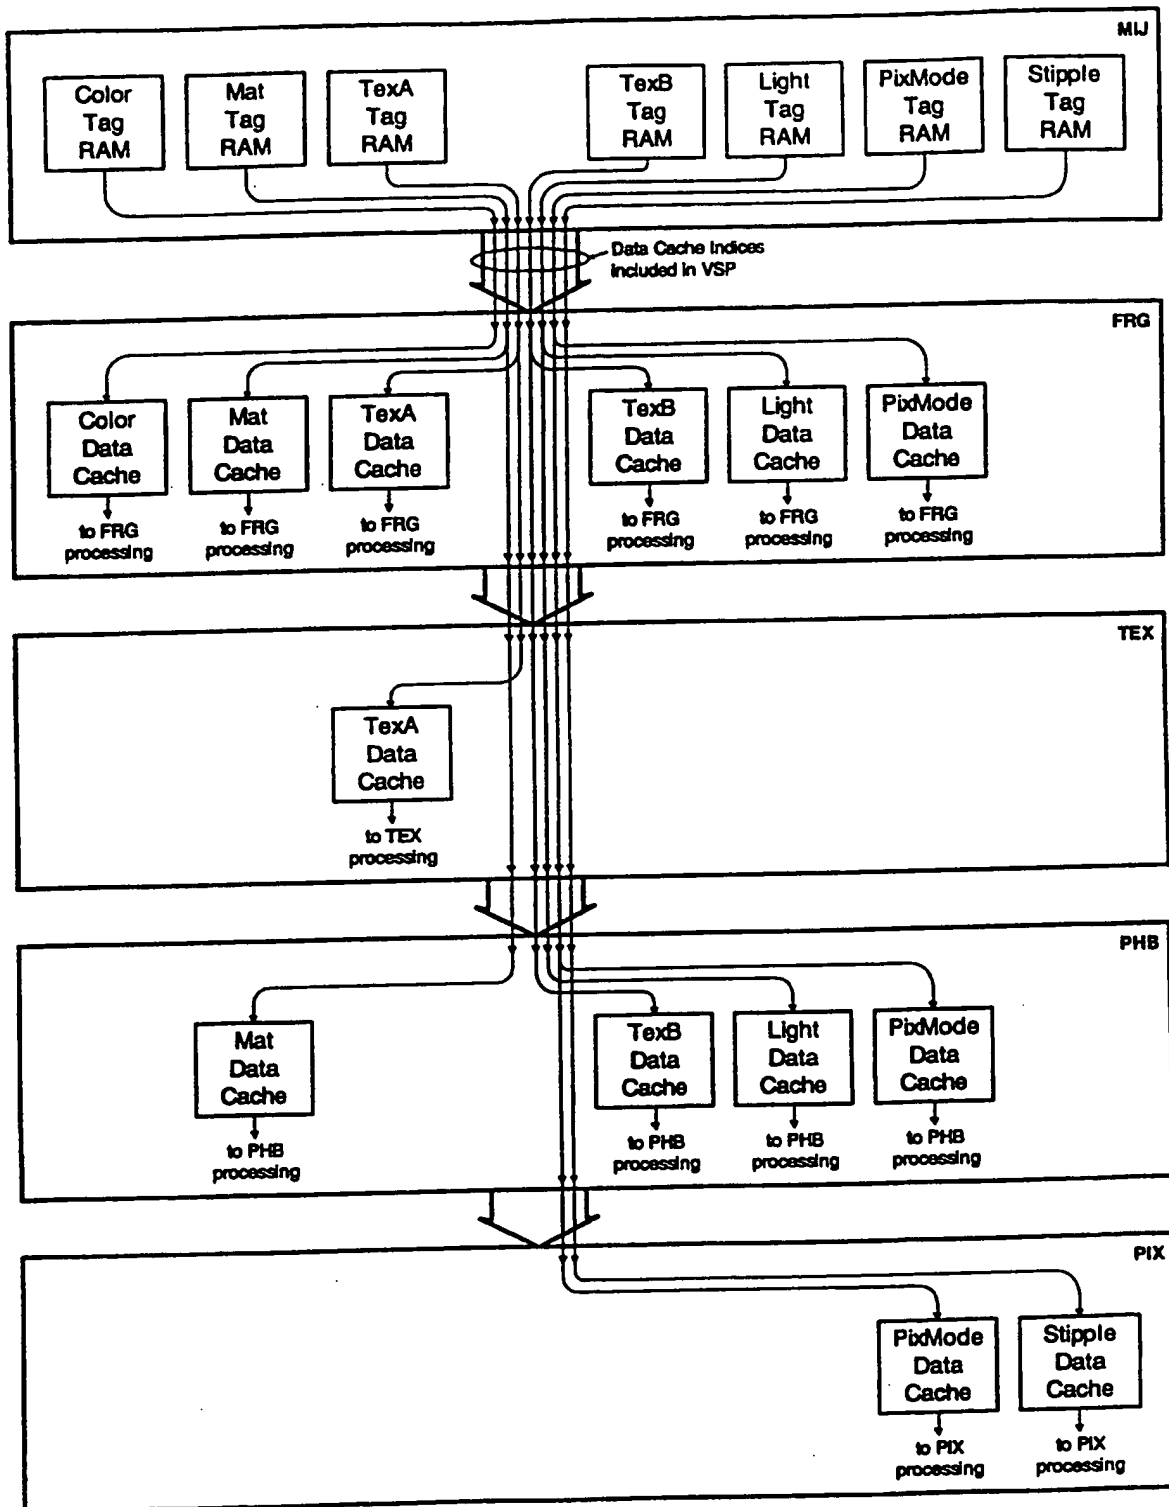 MIJ
Color
Tag
RAM
Mat
Tag
RAM
TexA
Tag
RAM
TexB
Tag
RAM
Light
Tag
RAM
PixMode
Tag
RAM
Stipple
Tag
RAM
Data Cache Indices
included in VSP
FRG
Color
Data
Cache
Mat
Data
Cache
TexA
Data
Cache
TexB
Data
Cache
Light
Data
Cache
PixMode
Data
Cache
to FRG
processing
to FRG
processing
to FRG
processing
to FRG
processing
to FRG
processing
to FRG
processing
TEX
TexA
Data
Cache
to TEX
processing
PHB
Mat
Data
Cache
TexB
Data
Cache
Light
Data
Cache
PixMode
Data
Cache
to PHB
processing
to PHB
processing
to PHB
processing
to PHB
processing
PIX
PixMode
Data
Cache
Stipple
Data
Cache
to PIX
processing
to PIX
processing